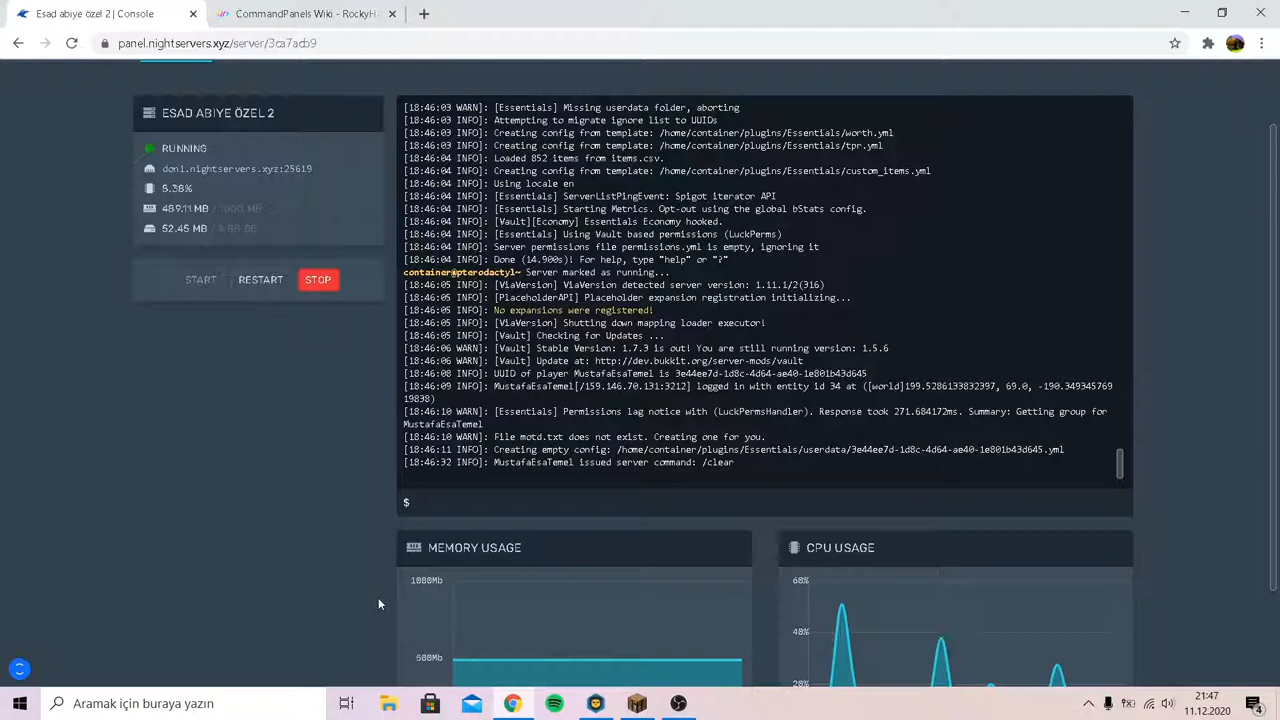 Esad abiye özel 2 | Console
CommandPanels Wiki - RockyH
panel.nightservers.xyz/server/3ca7adb9
ESAD ABIYE ÖZEL 2
RUNNING
don1.nightservers.xyz:25619
5.38%
489.11 MB / 1000 MB
52.45 MB
START
RESTART
STOP
[18:46:03 WARN]: [Essentials] Missing userdata folder, aborting
[18:46:03 INFO]: Attempting to migrate ignore list to UUIDs
[18:46:03 INFO]: Creating config from template: /home/container/plugins/Essentials/worth.yml
[18:46:03 INFO]: Creating config from template: /home/container/plugins/Essentials/tpr.yml
[18:46:04 INFO]: Loaded 852 items from items.csv.
[18:46:04 INFO]: Creating config from template: /home/container/plugins/Essentials/custom_items.yml
[18:46:04 INFO]: Using locale en
[18:46:04 INFO]: [Essentials] ServerListPingEvent: Spigot iterator API
[18:46:04 INFO]: [Essentials] Starting Metrics. Opt-out using the global bStats config.
[18:46:04 INFO]: [Vault][Economy] Essentials Economy hooked.
[18:46:04 INFO]: [Essentials] Using Vault based permissions (LuckPerms)
[18:46:04 INFO]: Server permissions file permissions.yml is empty, ignoring it
[18:46:04 INFO]: Done (14.900s)! For help, type "help" or "?"
container@pterodactyl~ Server marked as running...
[18:46:05 INFO]: [ViaVersion] ViaVersion detected server version: 1.11.1/2(316)
[18:46:05 INFO]: [PlaceholderAPI] Placeholder expansion registration initializing...
[18:46:05 INFO]: No expansions were registered!
[18:46:05 INFO]: [ViaVersion] Shutting down mapping loader executor!
[18:46:05 INFO]: [Vault] Checking for Updates ...
[18:46:06 WARN]: [Vault] Stable Version: 1.7.3 is out! You are still running version: 1.5.6
[18:46:06 WARN]: [Vault] Update at: http://dev.bukkit.org/server-mods/vault
[18:46:08 INFO]: UUID of player MustafaEsaTemel is 3e44ee7d-1d8c-4d64-ae40-1e801b43d645
[18:46:09 INFO]: MustafaEsaTemel[/159.146.70.131:3212] logged in with entity id 34 at ([world]199.5286133832397, 69.0, -190.349345769
19838)
[18:46:10 WARN]: [Essentials] Permissions lag notice with (LuckPermsHandler). Response took 271.684172ms. Summary: Getting group for
MustafaEsaTemel
[18:46:10 WARN]: File motd.txt does not exist. Creating one for you.
[18:46:11 INFO]: Creating empty config: /home/container/plugins/Essentials/userdata/3e44ee7d-1d8c-4d64-ae40-1e801b43d645.yml
[18:46:32 INFO]: MustafaEsaTemel issued server command: /clear
$
MEMORY USAGE
1000Mb
500Mb
CPU USAGE
60%
40%
20%
Aramak için buraya yazın
21:47
11.12.2020
4